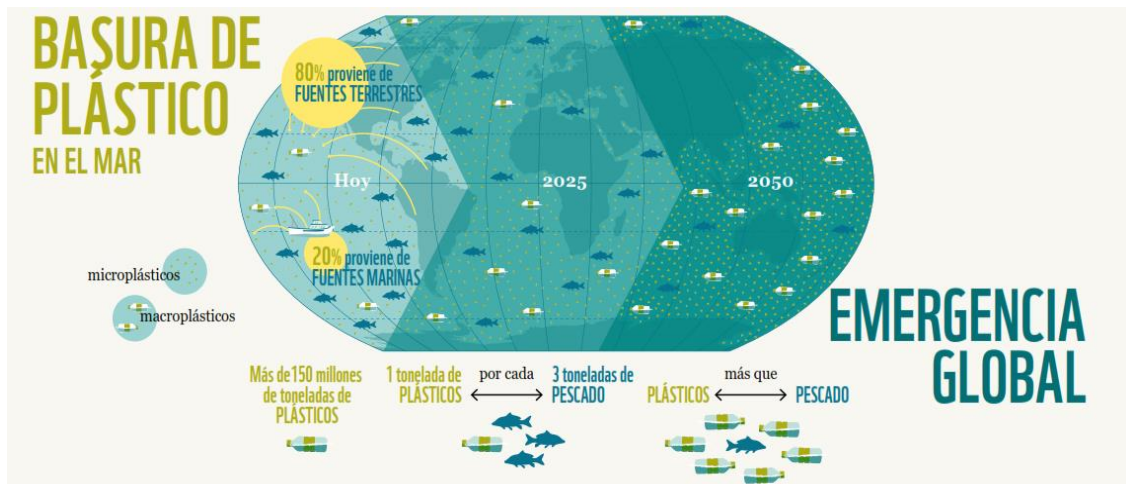 BASURA DE
PLÁSTICO
EN EL MAR
80% proviene de
FUENTES TERRESTRES
Hoy
2025
2050
20% proviene de
FUENTES MARINAS
microplásticos
macroplásticos
EMERGENCIA
GLOBAL
Más de 150 millones
de toneladas de
PLÁSTICOS
1 tonelada de
PLÁSTICOS
por cada
3 toneladas de
PESCADO
PLÁSTICOS
más que
PESCADO